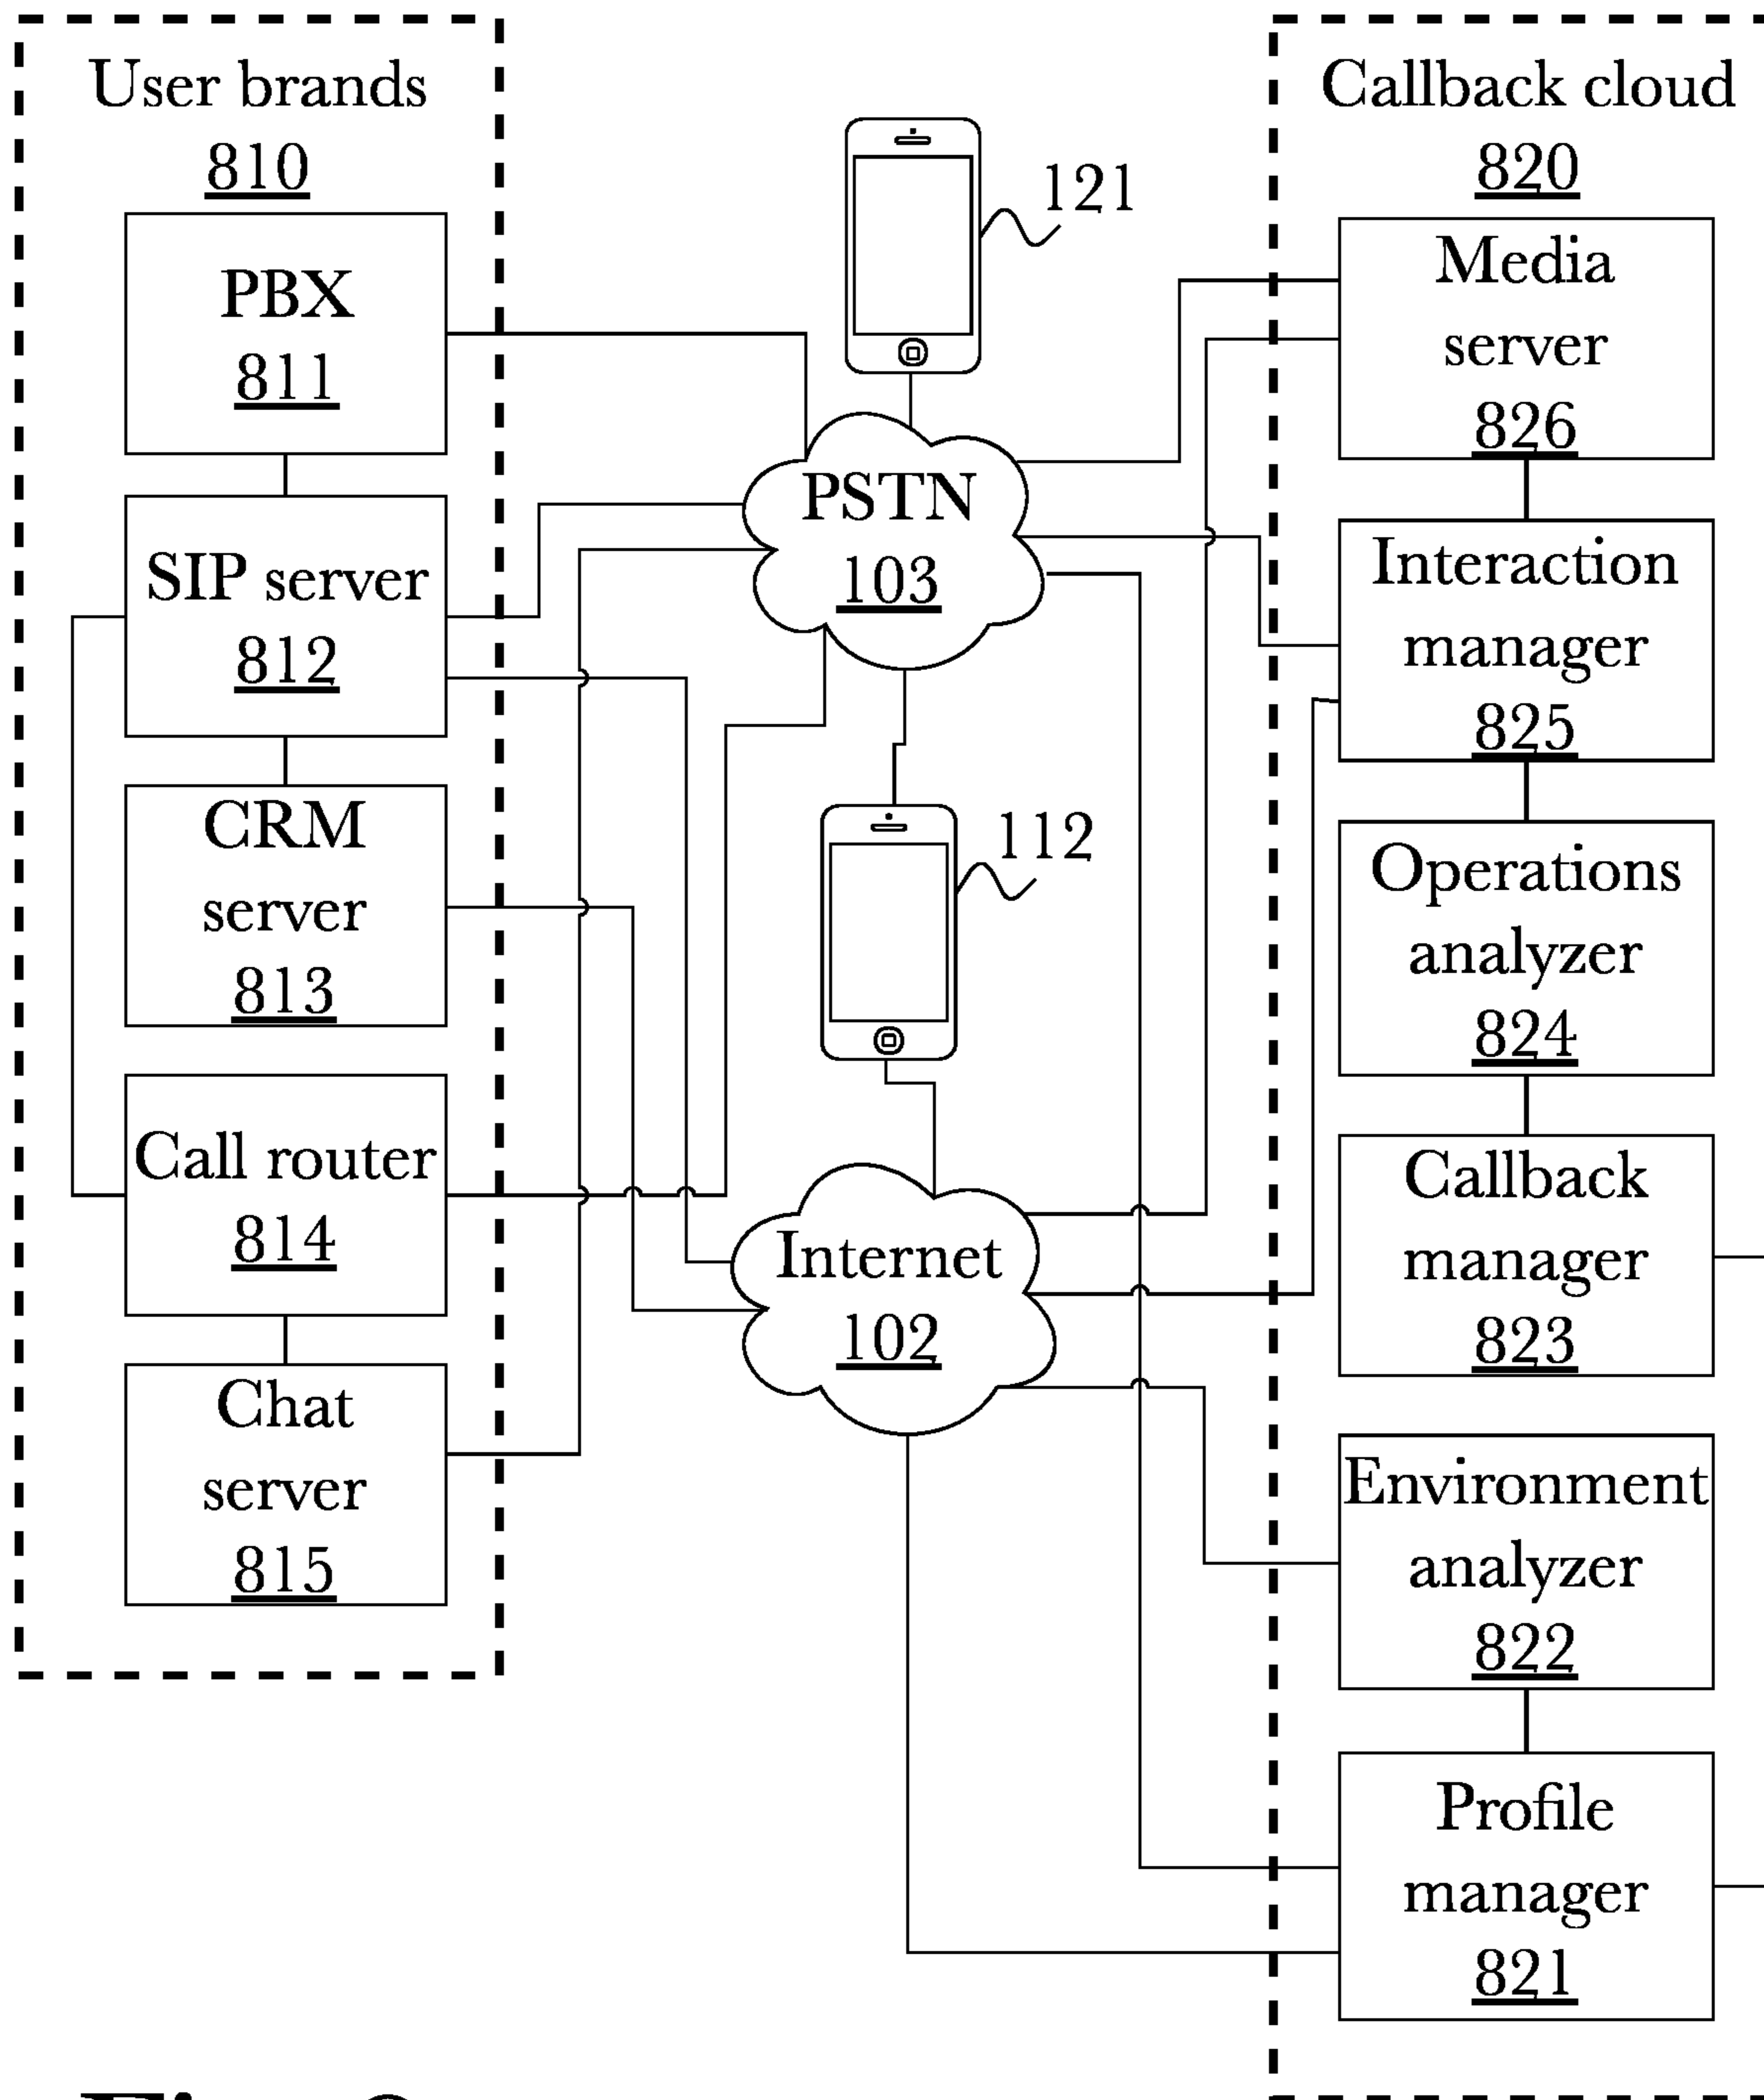 User brands
810
PBX
811
SIP server
812
CRM
server
813
Call router
814
Chat
server
815
121
PSTN
103
112
Internet
102
Callback cloud
820
Media
server
826
Interaction
manager
825
Operations
analyzer
824
Callback
manager
823
Environment
analyzer
822
Profile
manager
821